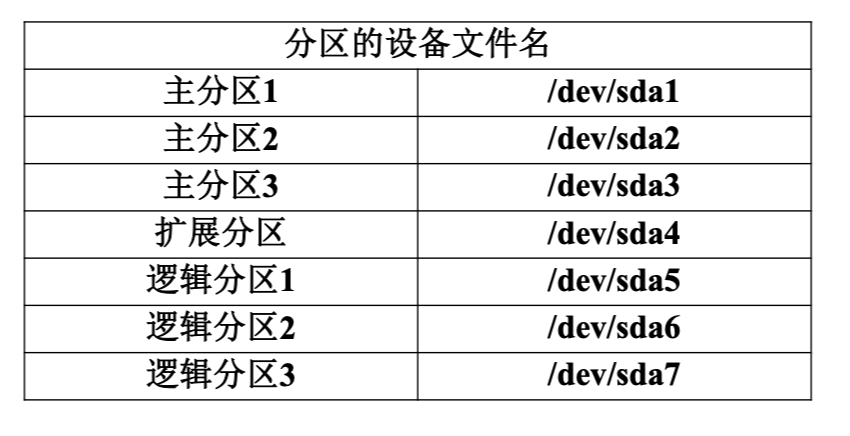 分区的设备文件名
主分区1 /dev/sda1
主分区2 /dev/sda2
主分区3 /dev/sda3
扩展分区 /dev/sda4
逻辑分区1 /dev/sda5
逻辑分区2 /dev/sda6
逻辑分区3 /dev/sda7